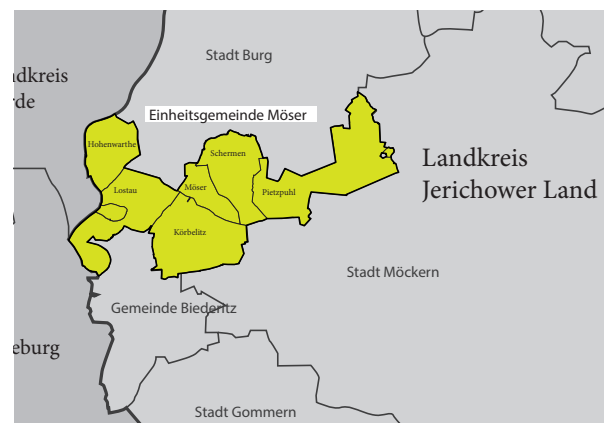 Stadt Burg
dkreis
rde
Einheitsgemeinde Möser
Hohenwarthe
Schermen
Landkreis
Jerichower Land
Lostau
Möser
Pietzpuhl
Körbelitz
Stadt Möckern
Gemeinde Biederitz
eburg
Stadt Gommern